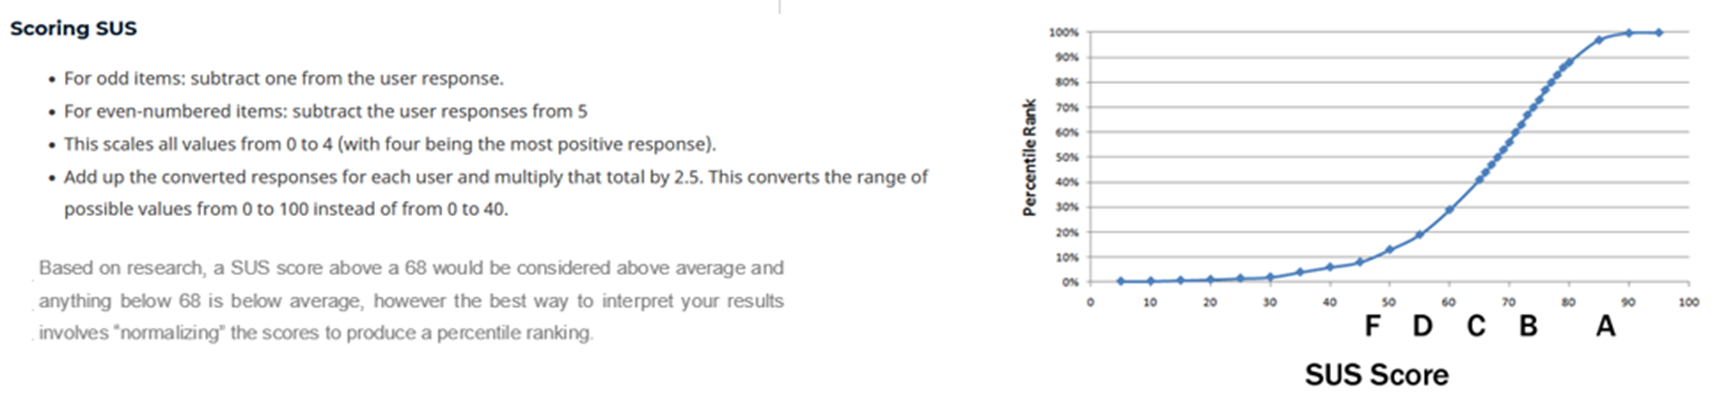 Scoring SUS
• For odd items: subtract one from the user response.
• For even-numbered items: subtract the user responses from 5
• This scales all values from 0 to 4 (with four being the most positive response).
• Add up the converted responses for each user and multiply that total by 2.5. This converts the range of
possible values from 0 to 100 instead of from 0 to 40.
Based on research, a SUS score above a 68 would be considered above average and
anything below 68 is below average, however the best way to interpret your results
involves "normalizing" the scores to produce a percentile ranking.
Percentile Rank
100%
90%
80%
70%
60%
50%
40%
30%
20%
10%
0%
0 10 20 30 40 50 60 70 80 90 100
F D C B A
SUS Score